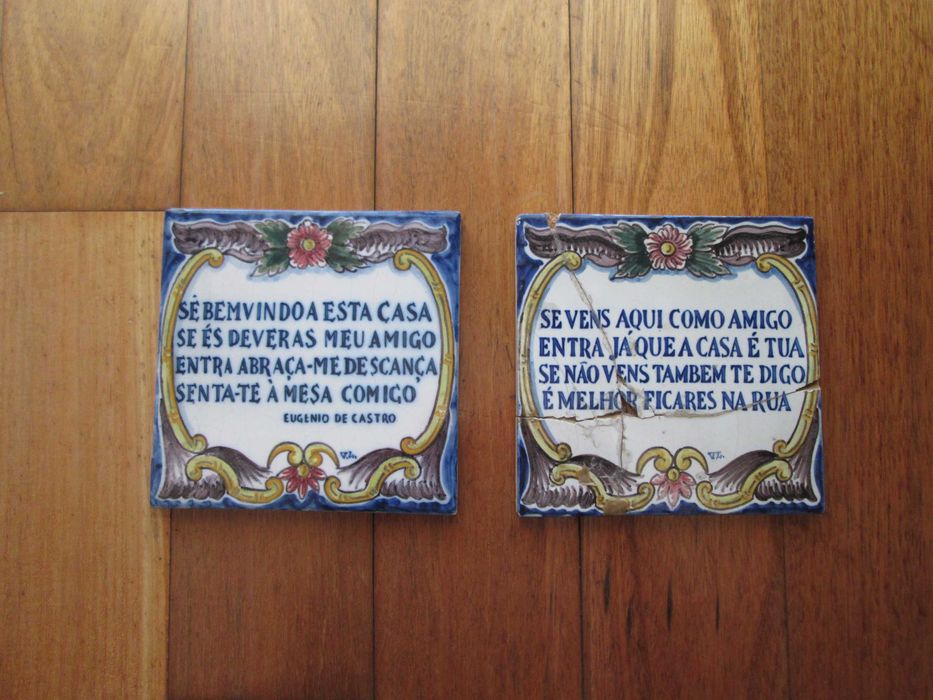 SÊ BEMVINDO A ESTA CASA
SE ÉS DEVERAS MEU AMIGO
ENTRA ABRAÇA-ME DESCANÇA
SENTA-TE À MESA COMIGO
EUGENIO DE CASTRO
SE VENS AQUI COMO AMIGO
ENTRA JÁ QUE A CASA É TUA
SE NÃO VENS TAMBEM TE DIGO
É MELHOR FICARES NA RUA